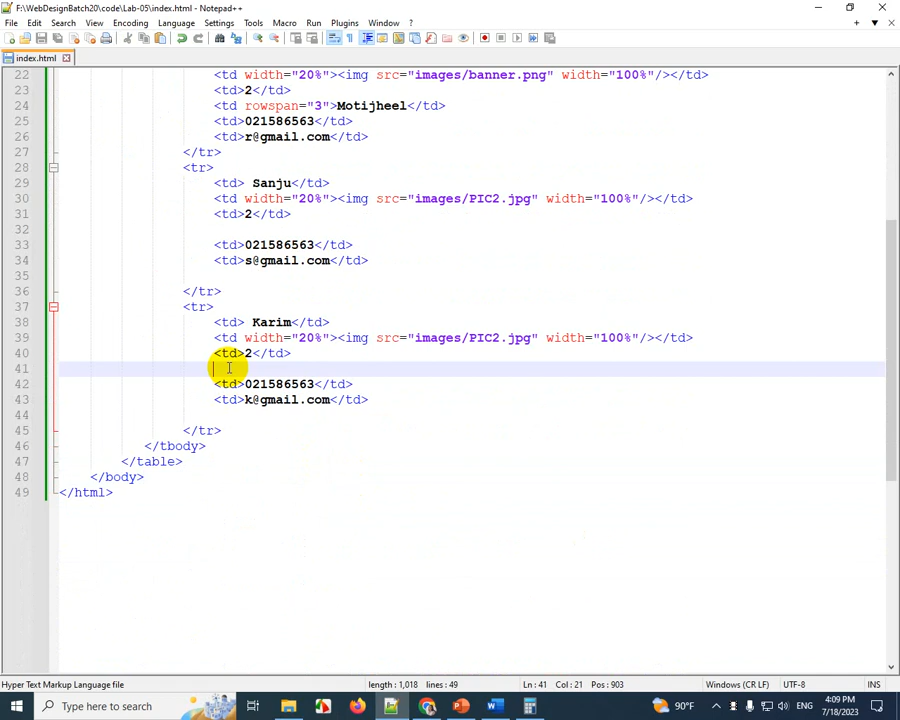 F:\WebDesignBatch20\code\Lab-05\index.html - Notepad++
File Edit Search View Encoding Language Settings Tools Macro Run Plugins Window ?
index.html
22 <td width="20%"><img src="images/banner.png" width="100%"/></td>
23 <td>2</td>
24 <td rowspan="3">Motijheel</td>
25 <td>021586563</td>
26 <td>r@gmail.com</td>
27 </tr>
28 <tr>
29 <td> Sanju</td>
30 <td width="20%"><img src="images/PIC2.jpg" width="100%"/></td>
31 <td>2</td>
32
33 <td>021586563</td>
34 <td>s@gmail.com</td>
35
36 </tr>
37 <tr>
38 <td> Karim</td>
39 <td width="20%"><img src="images/PIC2.jpg" width="100%"/></td>
40 <td>2</td>
41
42 <td>021586563</td>
43 <td>k@gmail.com</td>
44
45 </tr>
46 </tbody>
47 </table>
48 </body>
49 </html>
Hyper Text Markup Language file length : 1,018 lines : 49 Ln : 41 Col : 21 Pos : 903 Windows (CR LF) UTF-8 INS
Type here to search 90°F ENG 4:09 PM
7/18/2023